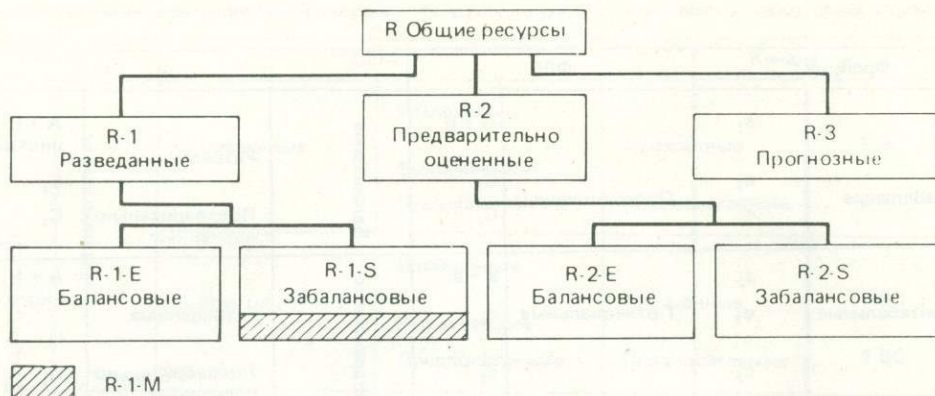 R Общие ресурсы
R-1
Разведанные
R-2
Предварительно
оцененные
R-3
Прогнозные
R-1-E
Балансовые
R-1-S
Забалансовые
R-2-E
Балансовые
R-2-S
Забалансовые
R-1-M